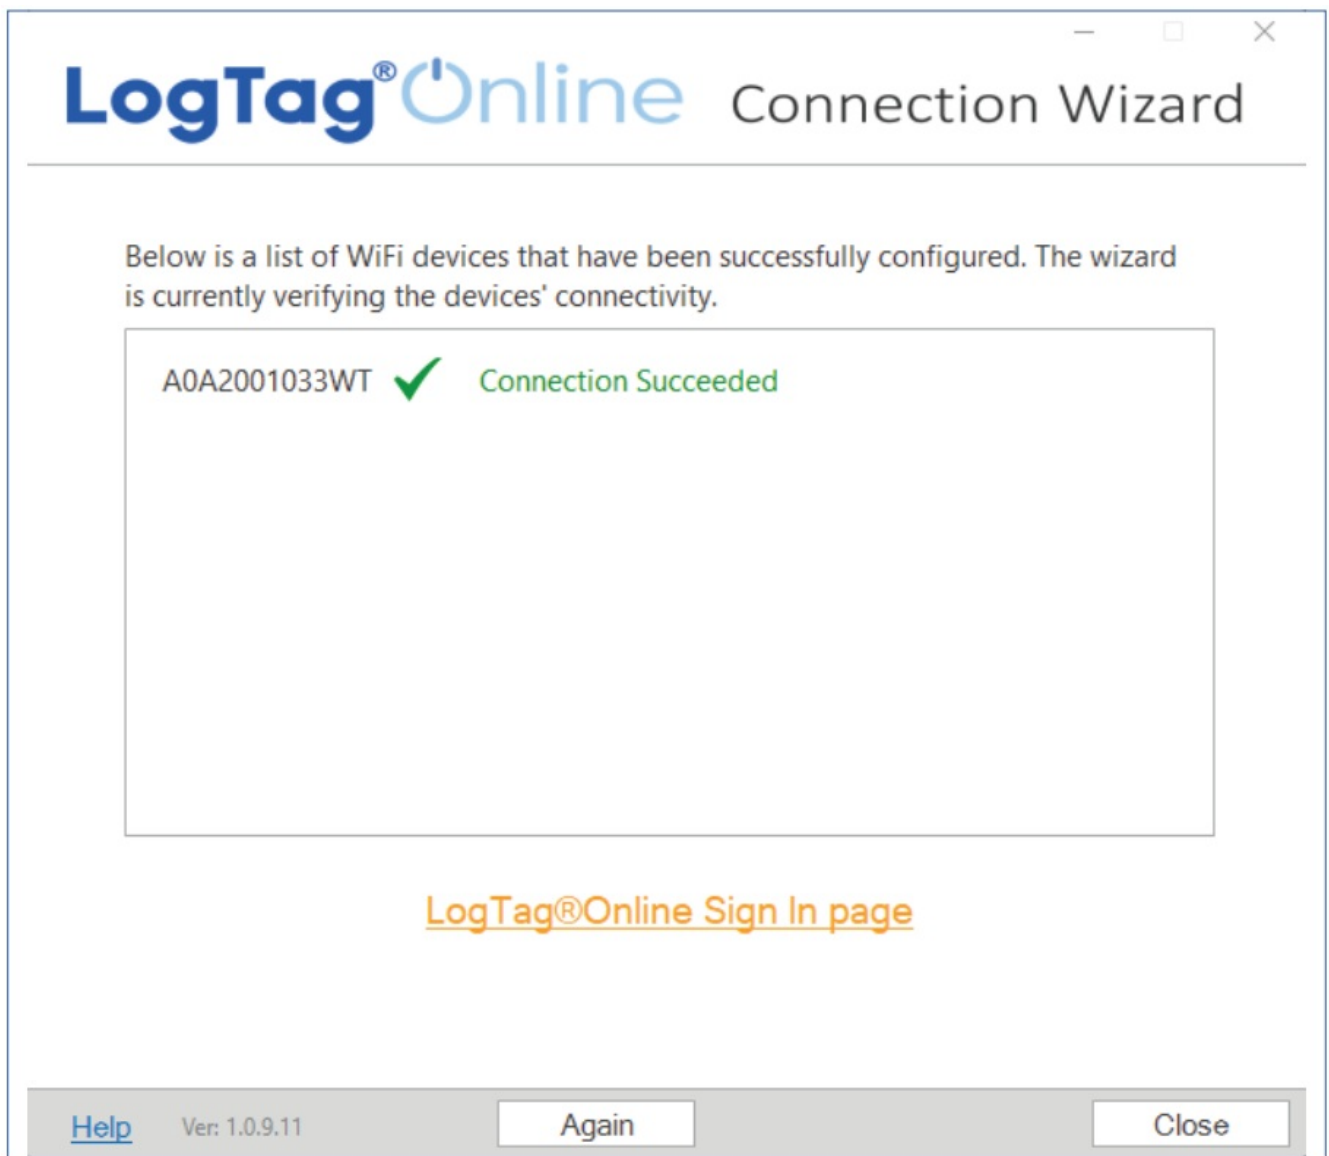 LogTag®Online Connection Wizard
Below is a list of WiFi devices that have been successfully configured. The wizard
is currently verifying the devices' connectivity.
A0A2001033WT Connection Succeeded
LogTag®Online Sign In page
Help Ver: 1.0.9.11 Again Close